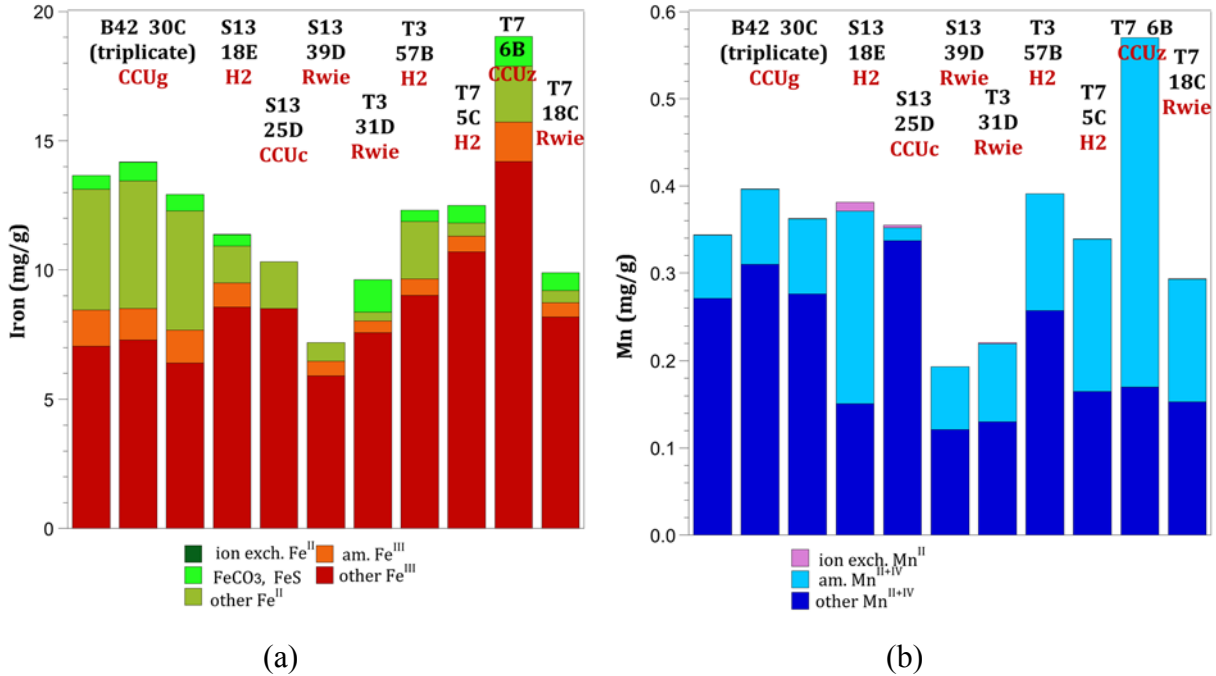 20
15
10
5
0
Iron (mg/g)
B42 30C
(triplicate)
CCUg
S13
18E
H2
S13
25D
CCUc
S13
39D
Rwie
T3
31D
Rwie
T3
57B
H2
T7
5C
H2
T7
6B
CCUz
T7
18C
Rwie
ion exch. Fe^II
FeCO3, FeS
other Fe^II
am. Fe^III
other Fe^III
(a)
0.6
0.5
0.4
0.3
0.2
0.1
0.0
Mn (mg/g)
B42 30C
(triplicate)
CCUg
S13
18E
H2
S13
25D
CCUc
S13
39D
Rwie
T3
31D
Rwie
T3
57B
H2
T7
5C
H2
T7 6B
CCUz
T7
18C
Rwie
ion exch. Mn^II
am. Mn^II+IV
other Mn^II+IV
(b)